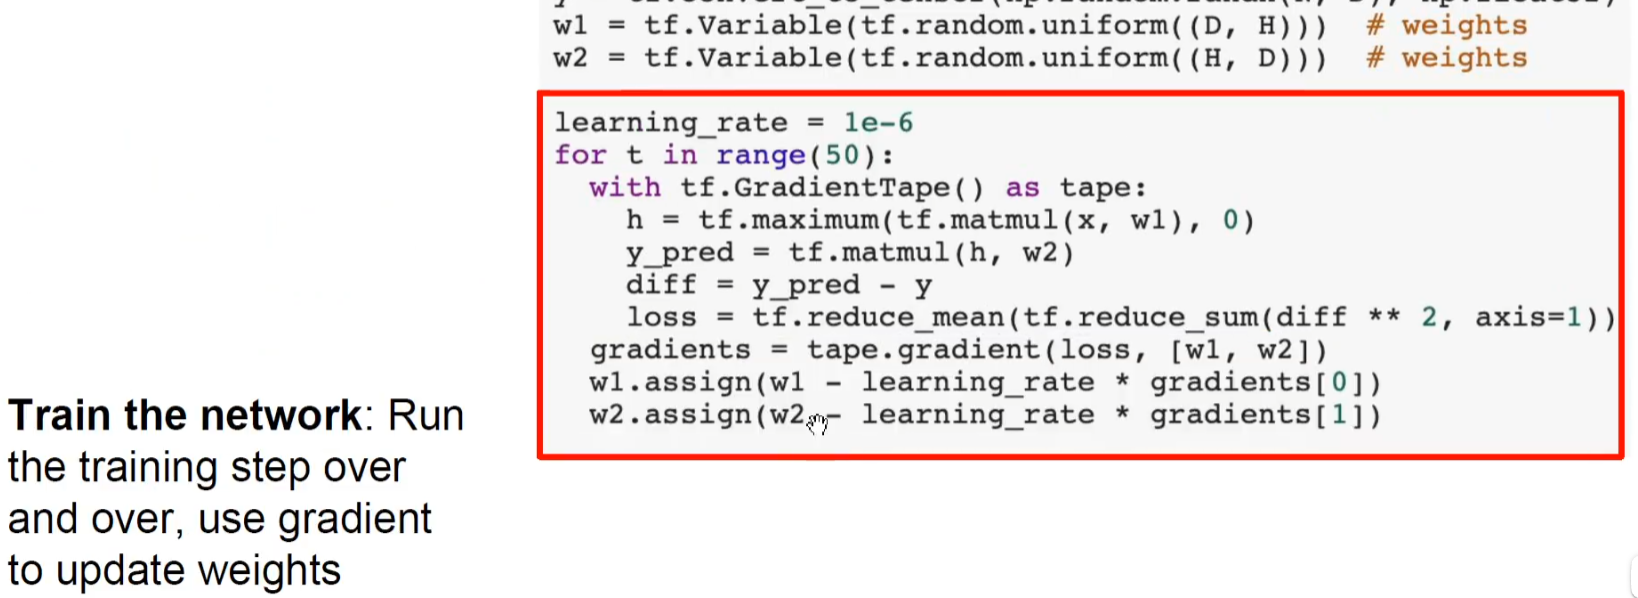 w1 = tf.Variable(tf.random.uniform((D, H)))  # weights
w2 = tf.Variable(tf.random.uniform((H, D)))  # weights
learning_rate = 1e-6
for t in range(50):
  with tf.GradientTape() as tape:
    h = tf.maximum(tf.matmul(x, w1), 0)
    y_pred = tf.matmul(h, w2)
    diff = y_pred - y
    loss = tf.reduce_mean(tf.reduce_sum(diff ** 2, axis=1))
  gradients = tape.gradient(loss, [w1, w2])
  w1.assign(w1 - learning_rate * gradients[0])
  w2.assign(w2 - learning_rate * gradients[1])
Train the network: Run
the training step over
and over, use gradient
to update weights